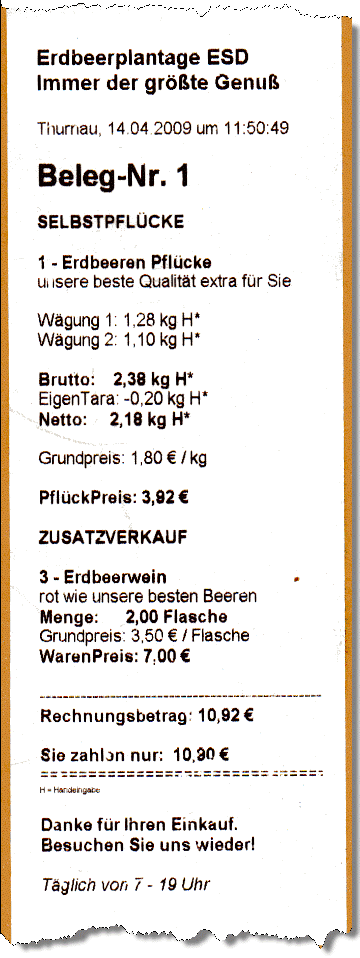 Erdbeerplantage ESD
Immer der größte Genuß
Thurnau, 14.04.2009 um 11:50:49
Beleg-Nr. 1
SELBSTPFLÜCKE
1 - Erdbeeren Pflücke
unsere beste Qualität extra für Sie
Wägung 1: 1,28 kg H*
Wägung 2: 1,10 kg H*
Brutto: 2,38 kg H*
EigenTara: -0,20 kg H*
Netto: 2,18 kg H*
Grundpreis: 1,80 € / kg
PflückPreis: 3,92 €
ZUSATZVERKAUF
3 - Erdbeerwein
rot wie unsere besten Beeren
Menge: 2,00 Flasche
Grundpreis: 3,50 € / Flasche
WarenPreis: 7,00 €
Rechnungsbetrag: 10,92 €
Sie zahlen nur: 10,90 €
H = Handeingabe
Danke für Ihren Einkauf.
Besuchen Sie uns wieder!
Täglich von 7 - 19 Uhr